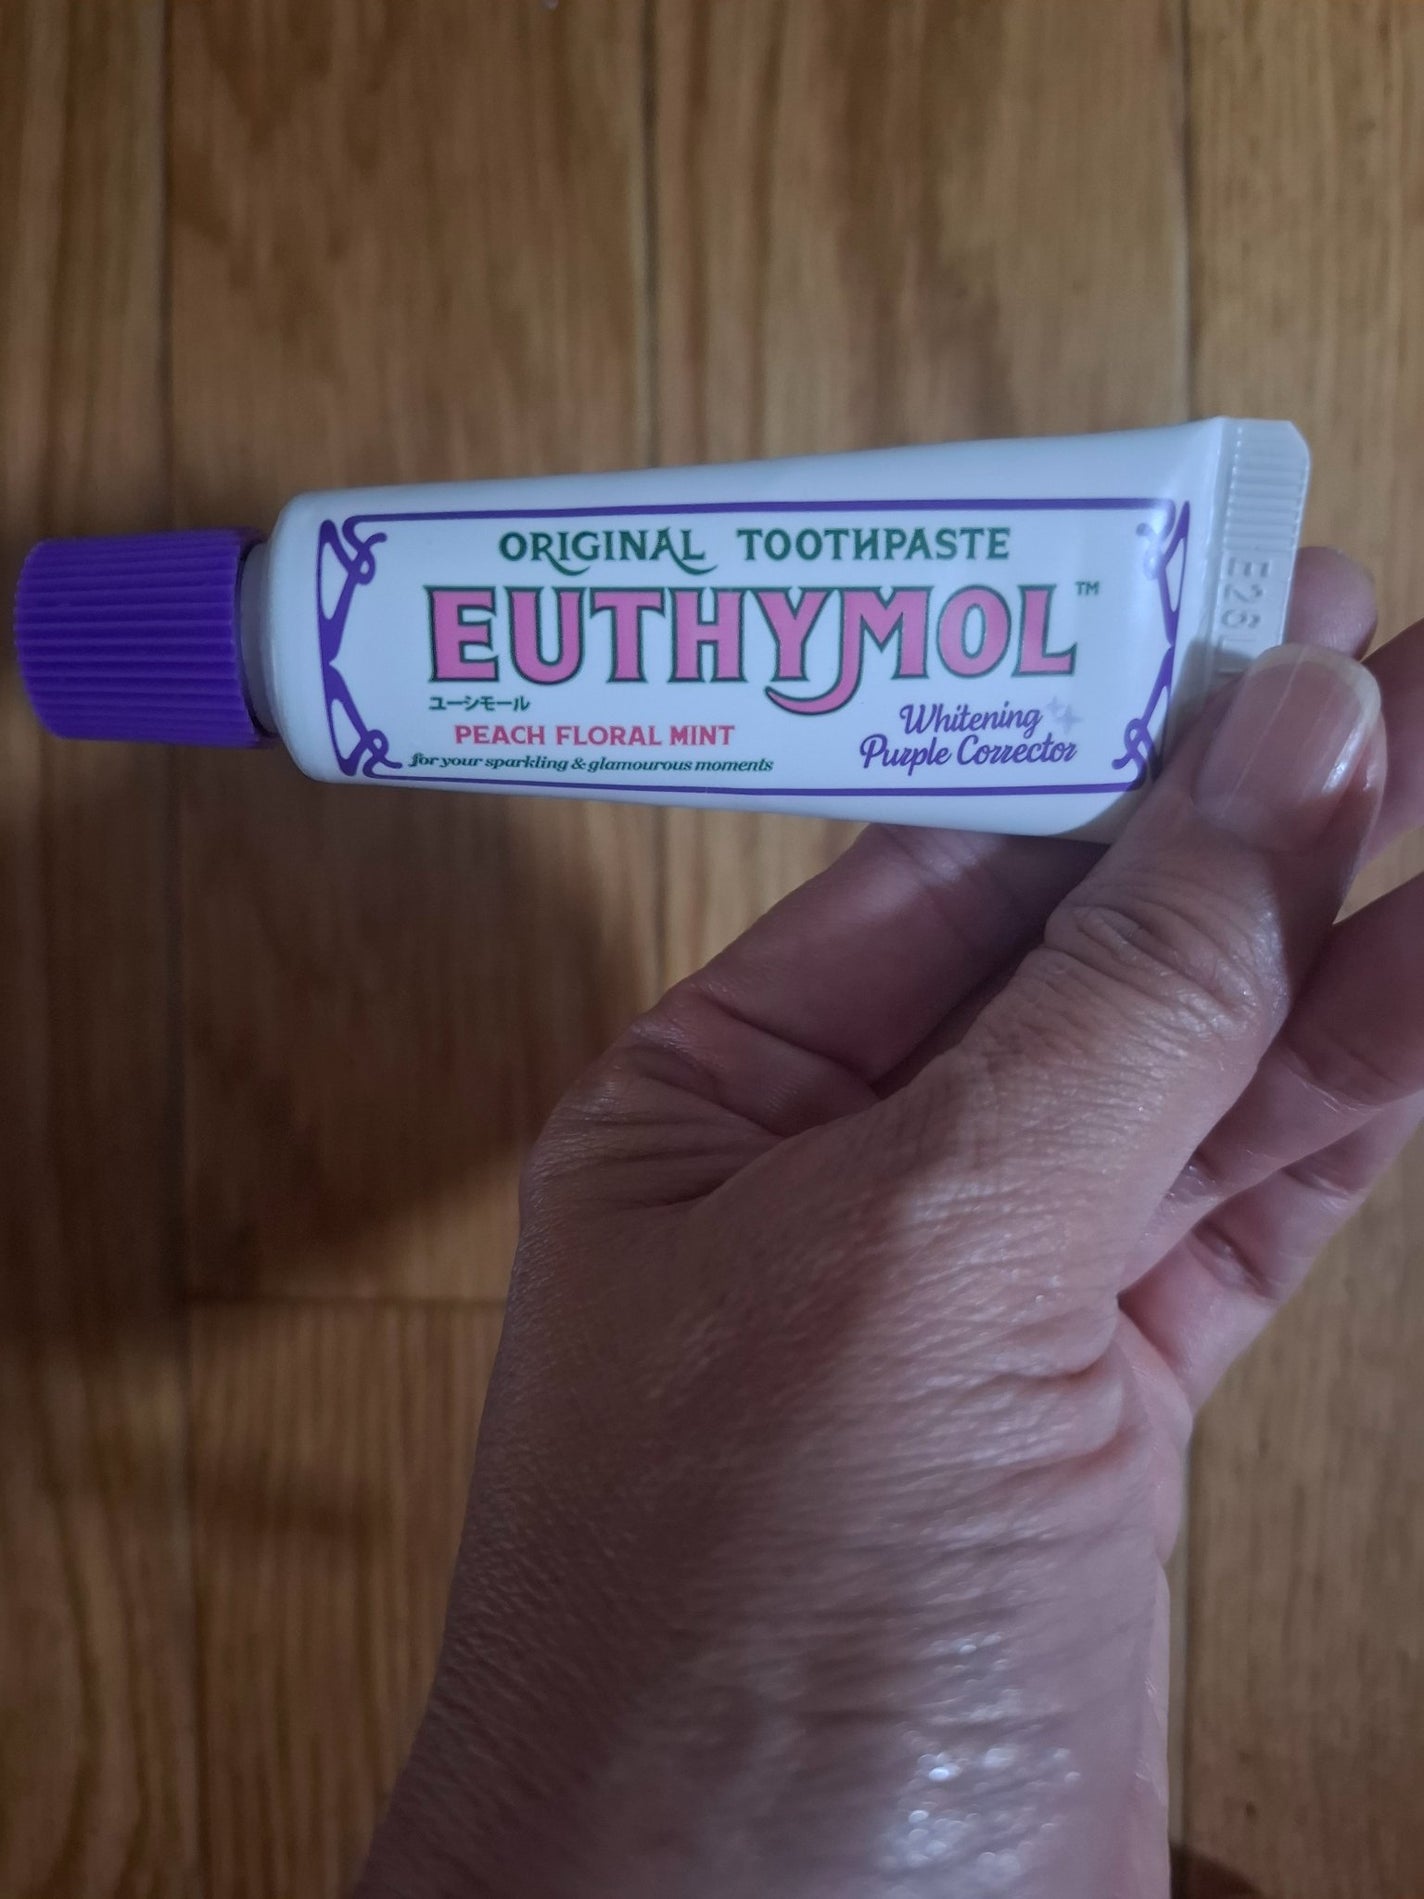 ORIGINAL TOOTHPASTE
EUTHYMOL™
ユーシモール
PEACH FLORAL MINT
for your sparkling & glamourous moments
Whitening
Purple Corrector